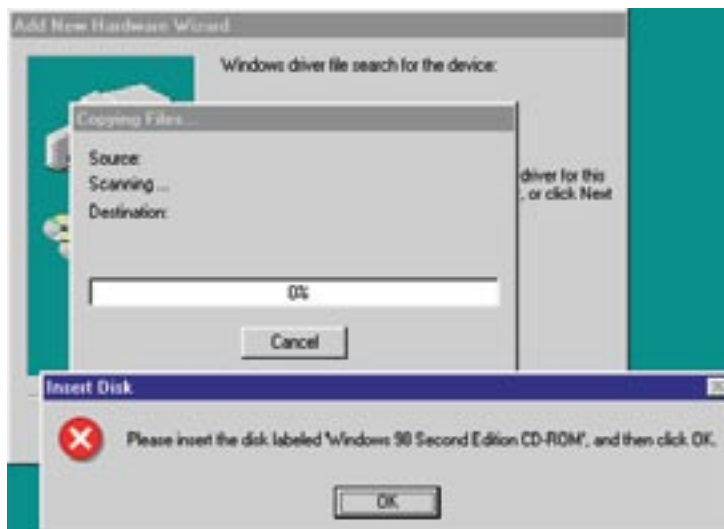 Add New Hardware Wizard
Windows driver file search for the device:
driver for this
, or click Next
Copying Files...
Source:
Scanning ...
Destination:
0%
Cancel
Insert Disk
Please insert the disk labeled 'Windows 98 Second Edition CD-ROM', and then click OK.
OK